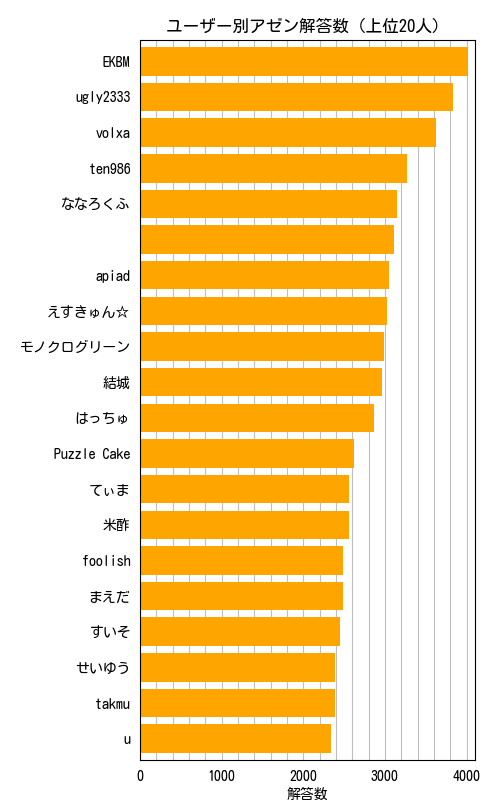 ユーザー別アゼン解答数 (上位20人)
EKBM
ugly2333
volxa
ten986
ななろくふ
apiad
えすきゅん☆
モノクログリーン
結城
はっちゅ
Puzzle Cake
てぃま
米酢
foolish
まえだ
すいそ
せいゆう
takmu
u
0 1000 2000 3000 4000
解答数